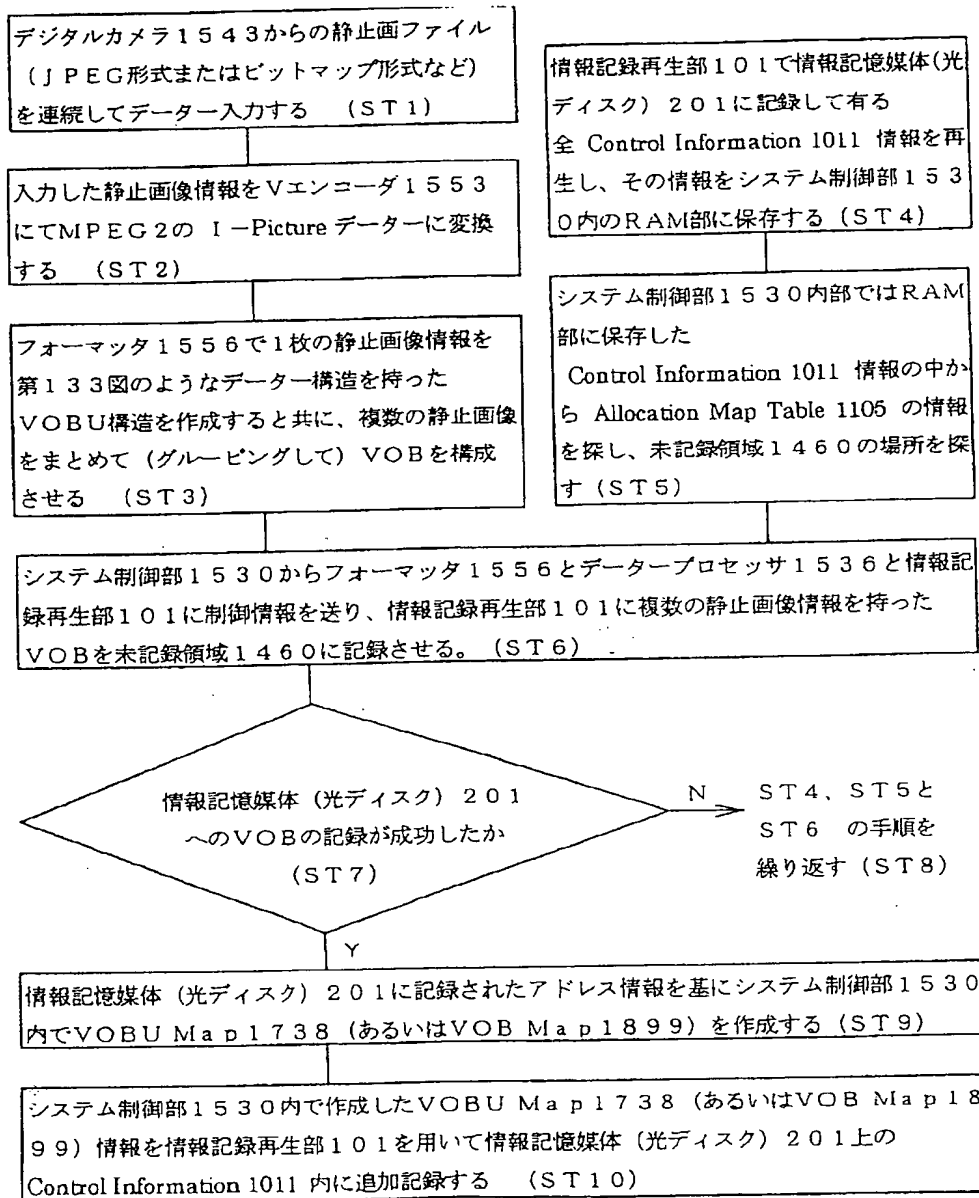 デジタルカメラ1543からの静止画ファイル
(JPEG形式またはビットマップ形式など)
を連続してデーター入力する (ST1)
入力した静止画像情報をVエンコーダ1553
にてMPEG2の I-Picture データーに変換
する (ST2)
フォーマッタ1556で1枚の静止画像情報を
第133図のようなデーター構造を持った
VOBU構造を作成すると共に、複数の静止画像
をまとめて(グルーピングして)VOBを構成
させる (ST3)
情報記録再生部101で情報記憶媒体(光
ディスク)201に記録して有る
全 Control Information 1011 情報を再
生し、その情報をシステム制御部153
0内のRAM部に保存する(ST4)
システム制御部1530内部ではRAM
部に保存した
Control Information 1011 情報の中か
ら Allocation Map Table 1105 の情報
を探し、未記録領域1460の場所を探
す(ST5)
システム制御部1530からフォーマッタ1556とデータープロセッサ1536と情報記
録再生部101に制御情報を送り、情報記録再生部101に複数の静止画像情報を持った
VOBを未記録領域1460に記録させる。(ST6)
情報記憶媒体(光ディスク)201
へのVOBの記録が成功したか
(ST7)
N
ST4、ST5と
ST6 の手順を
繰り返す(ST8)
Y
情報記憶媒体(光ディスク)201に記録されたアドレス情報を基にシステム制御部1530
内でVOBU Map1738(あるいはVOB Map1899)を作成する(ST9)
システム制御部1530内で作成したVOBU Map1738(あるいはVOB Map18
99)情報を情報記録再生部101を用いて情報記憶媒体(光ディスク)201上の
Control Information 1011 内に追加記録する (ST10)